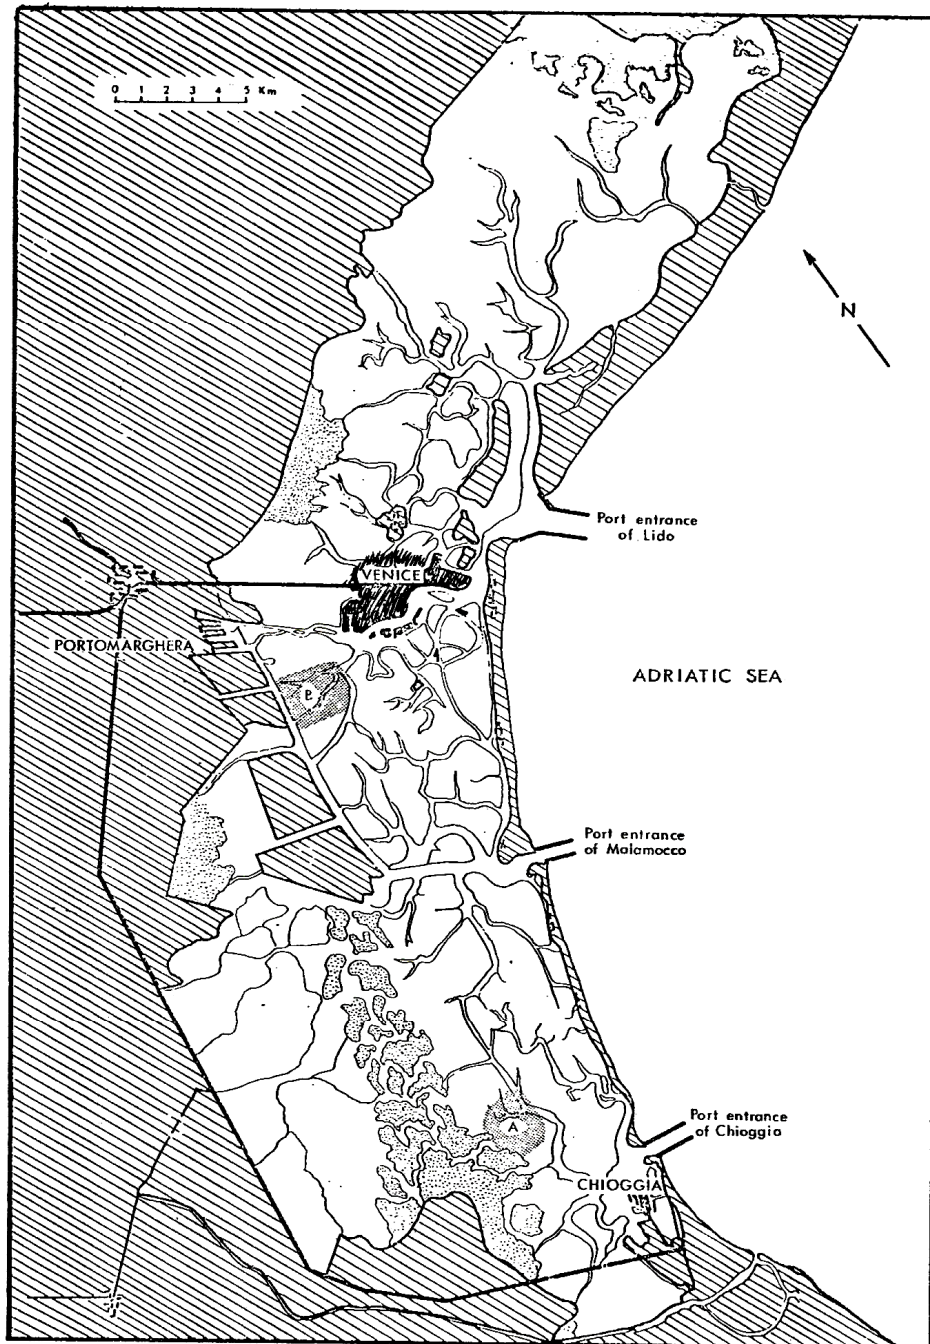 0 1 2 3 4 5 Km
N
Port entrance
of Lido
VENICE
PORTOMARGHERA
ADRIATIC SEA
B
Port entrance
of Malamocco
A
Port entrance
of Chioggia
CHIOGGIA